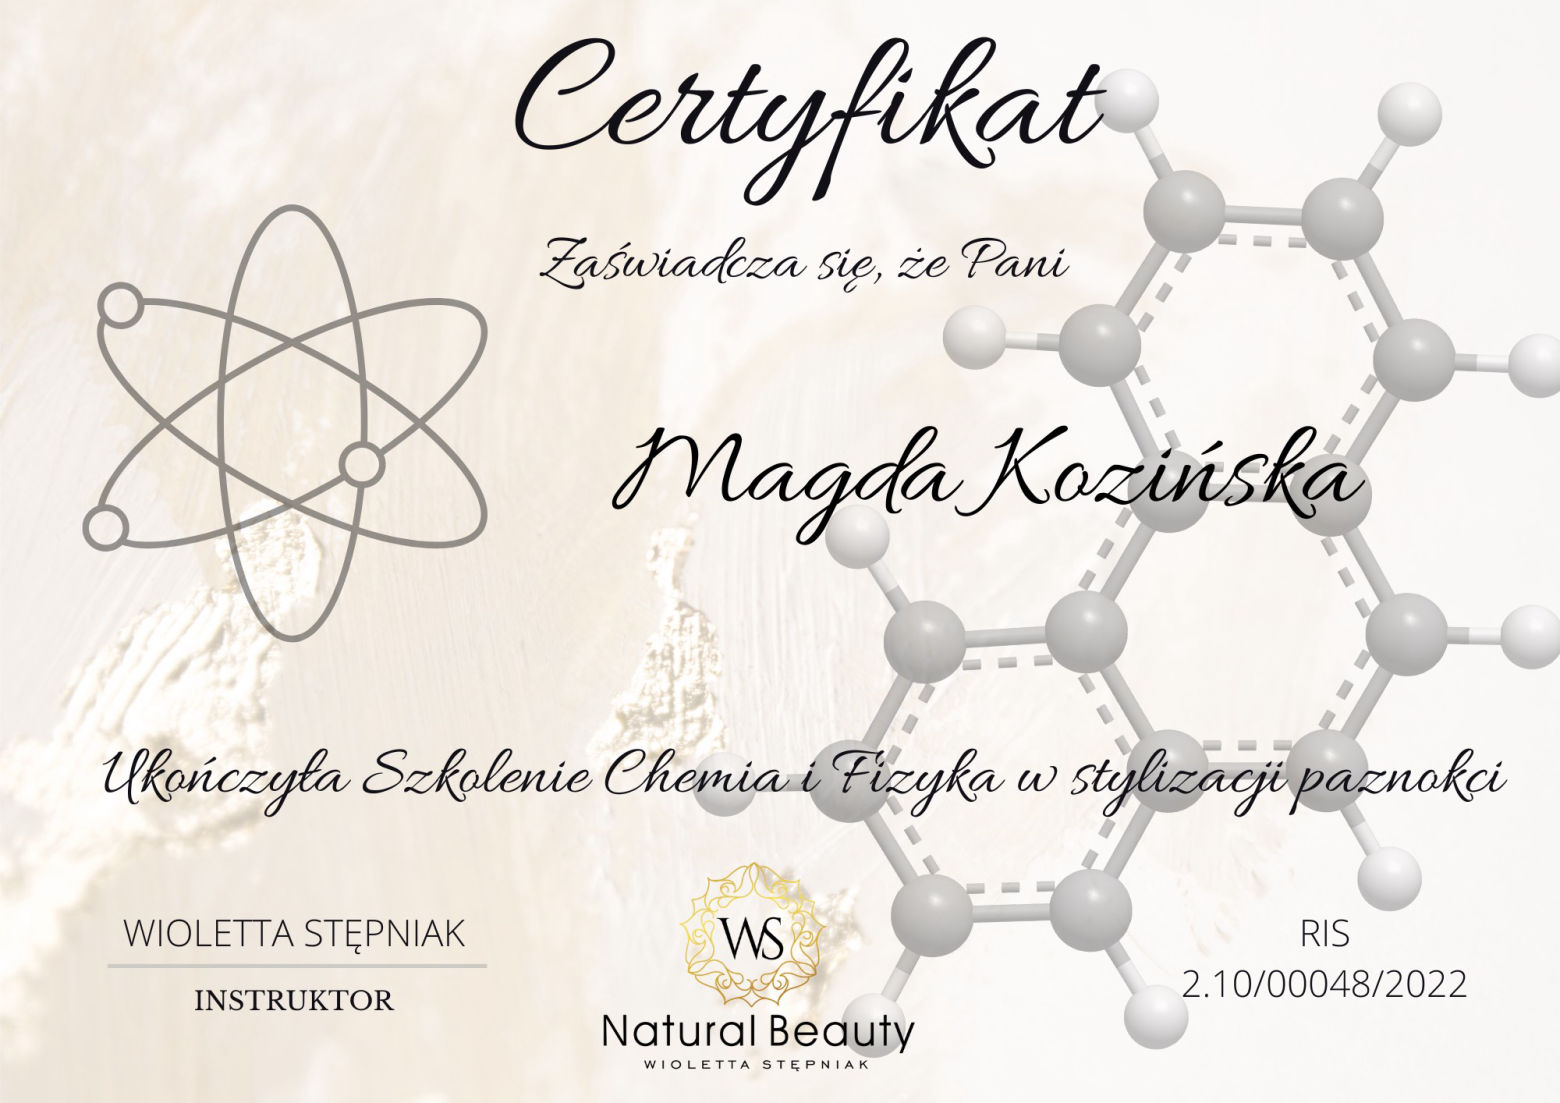 Certyfikat
Zaświadcza się, że Pani
Magda Kozińska
Ukończyła Szkolenie Chemia i Fizyka w stylizacji paznokci
WIOLETTA STĘPNIAK
INSTRUKTOR
WS
Natural Beauty
WIOLETTA STĘPNIAK
RIS
2.10/00048/2022